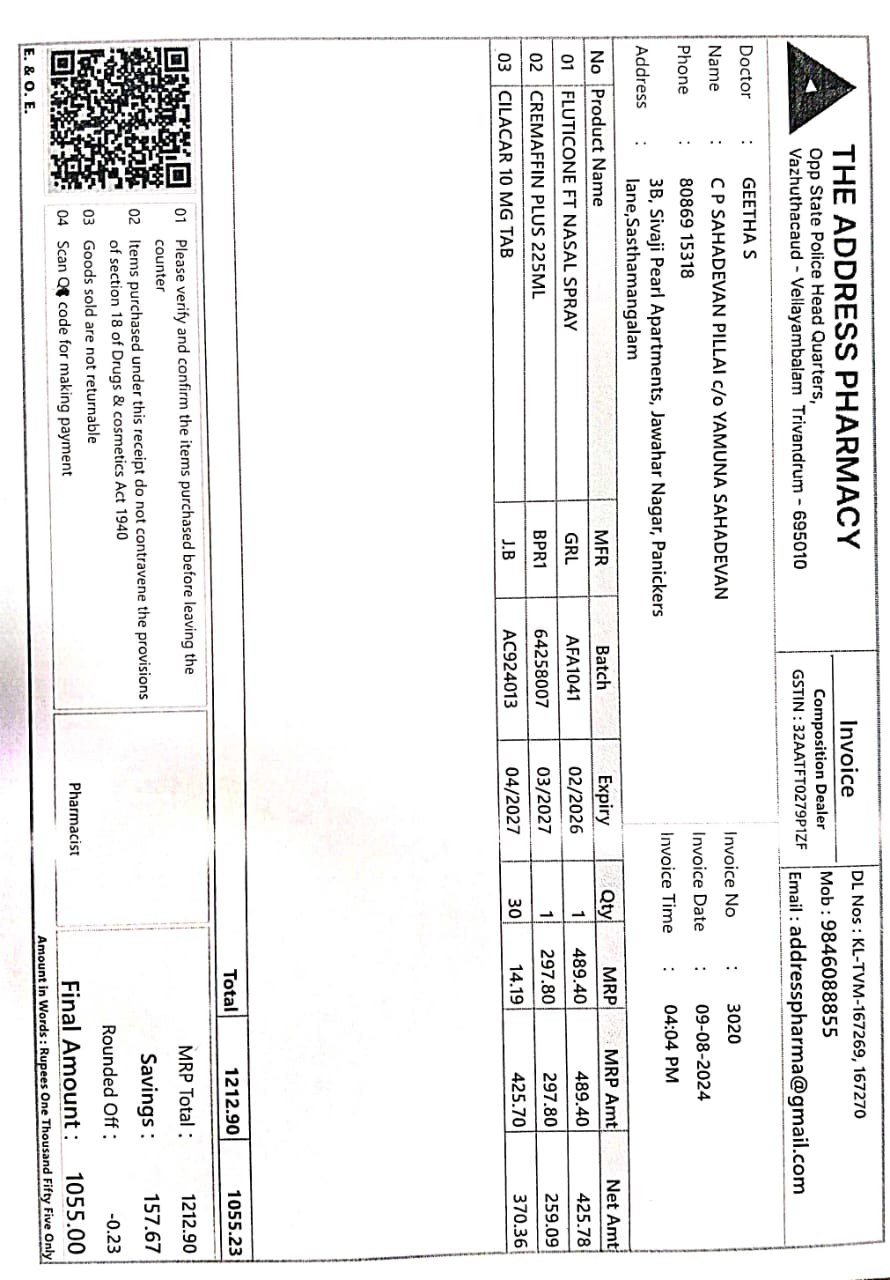 THE ADDRESS PHARMACY
Opp State Police Head Quarters,
Vazhuthacaud - Vellayambalam Trivandrum - 695010
Invoice
Composition Dealer
GSTIN : 32AATFT0279P1ZF
DL Nos : KL-TVM-167269, 167270
Mob : 9846088855
Email : addresspharma@gmail.com
Doctor : GEETHA S
Name : C P SAHADEVAN PILLAI c/o YAMUNA SAHADEVAN
Phone : 80869 15318
Address : 3B, Sivaji Pearl Apartments, Jawahar Nagar, Panickers
lane,Sasthamangalam
Invoice No : 3020
Invoice Date : 09-08-2024
Invoice Time : 04:04 PM
No Product Name MFR Batch Expiry Qty MRP MRP Amt Net Amt
01 FLUTICONE FT NASAL SPRAY GRL AFA1041 02/2026 1 489.40 489.40 425.78
02 CREMAFFIN PLUS 225ML BPR1 64258007 03/2027 1 297.80 297.80 259.09
03 CILACAR 10 MG TAB J.B AC924013 04/2027 30 14.19 425.70 370.36
Total 1212.90 1055.23
01 Please verify and confirm the items purchased before leaving the
counter
02 Items purchased under this receipt do not contravene the provisions
of section 18 of Drugs & cosmetics Act 1940
03 Goods sold are not returnable
04 Scan QR code for making payment
E. & O. E.
Pharmacist
MRP Total : 1212.90
Savings : 157.67
Rounded Off : -0.23
Final Amount : 1055.00
Amount in Words : Rupees One Thousand Fifty Five Only